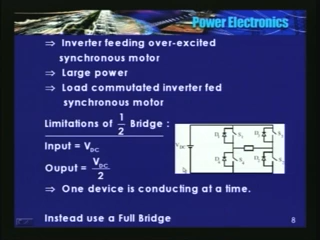 Power Electronics
⇒ Inverter feeding over-excited
synchronous motor
⇒ Large power
⇒ Load commutated inverter fed
synchronous motor
Limitations of 1/2 Bridge :
Input = V_DC
Ouput = V_DC/2
⇒ One device is conducting at a time.
Instead use a Full Bridge
8